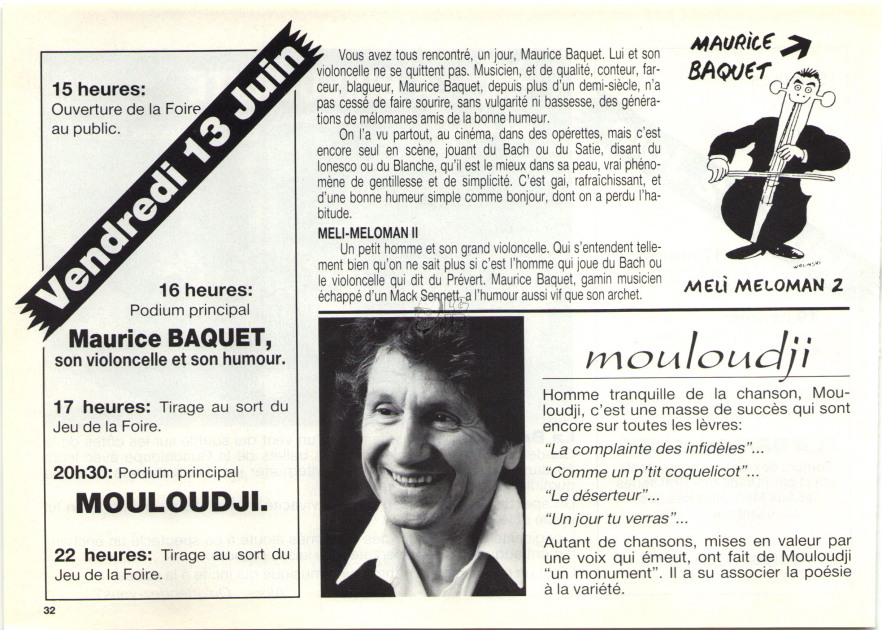 Vendredi 13 Juin
15 heures:
Ouverture de la Foire
au public.
16 heures:
Podium principal
Maurice BAQUET,
son violoncelle et son humour.
17 heures: Tirage au sort du
Jeu de la Foire.
20h30: Podium principal
MOULOUDJI.
22 heures: Tirage au sort du
Jeu de la Foire.
32
Vous avez tous rencontré, un jour, Maurice Baquet. Lui et son
violoncelle ne se quittent pas. Musicien, et de qualité, conteur, far-
ceur, blagueur, Maurice Baquet, depuis plus d'un demi-siècle, n'a
pas cessé de faire sourire, sans vulgarité ni bassesse, des généra-
tions de mélomanes amis de la bonne humeur.
On l'a vu partout, au cinéma, dans des opérettes, mais c'est
encore seul en scène, jouant du Bach ou du Satie, disant du
Ionesco ou du Blanche, qu'il est le mieux dans sa peau, vrai phéno-
mène de gentillesse et de simplicité. C'est gai, rafraîchissant, et
d'une bonne humeur simple comme bonjour, dont on a perdu l'ha-
bitude.
MELI-MELOMAN II
Un petit homme et son grand violoncelle. Qui s'entendent telle-
ment bien qu'on ne sait plus si c'est l'homme qui joue du Bach ou
le violoncelle qui dit du Prévert. Maurice Baquet, gamin musicien
échappé d'un Mack Sennett, a l'humour aussi vif que son archet.
MAURICE
BAQUET
WOLINSKI
MELI MELOMAN 2
mouloudji
Homme tranquille de la chanson, Mou-
loudji, c'est une masse de succès qui sont
encore sur toutes les lèvres:
"La complainte des infidèles"...
"Comme un p'tit coquelicot"...
"Le déserteur"...
"Un jour tu verras"...
Autant de chansons, mises en valeur par
une voix qui émeut, ont fait de Mouloudji
"un monument". Il a su associer la poésie
à la variété.